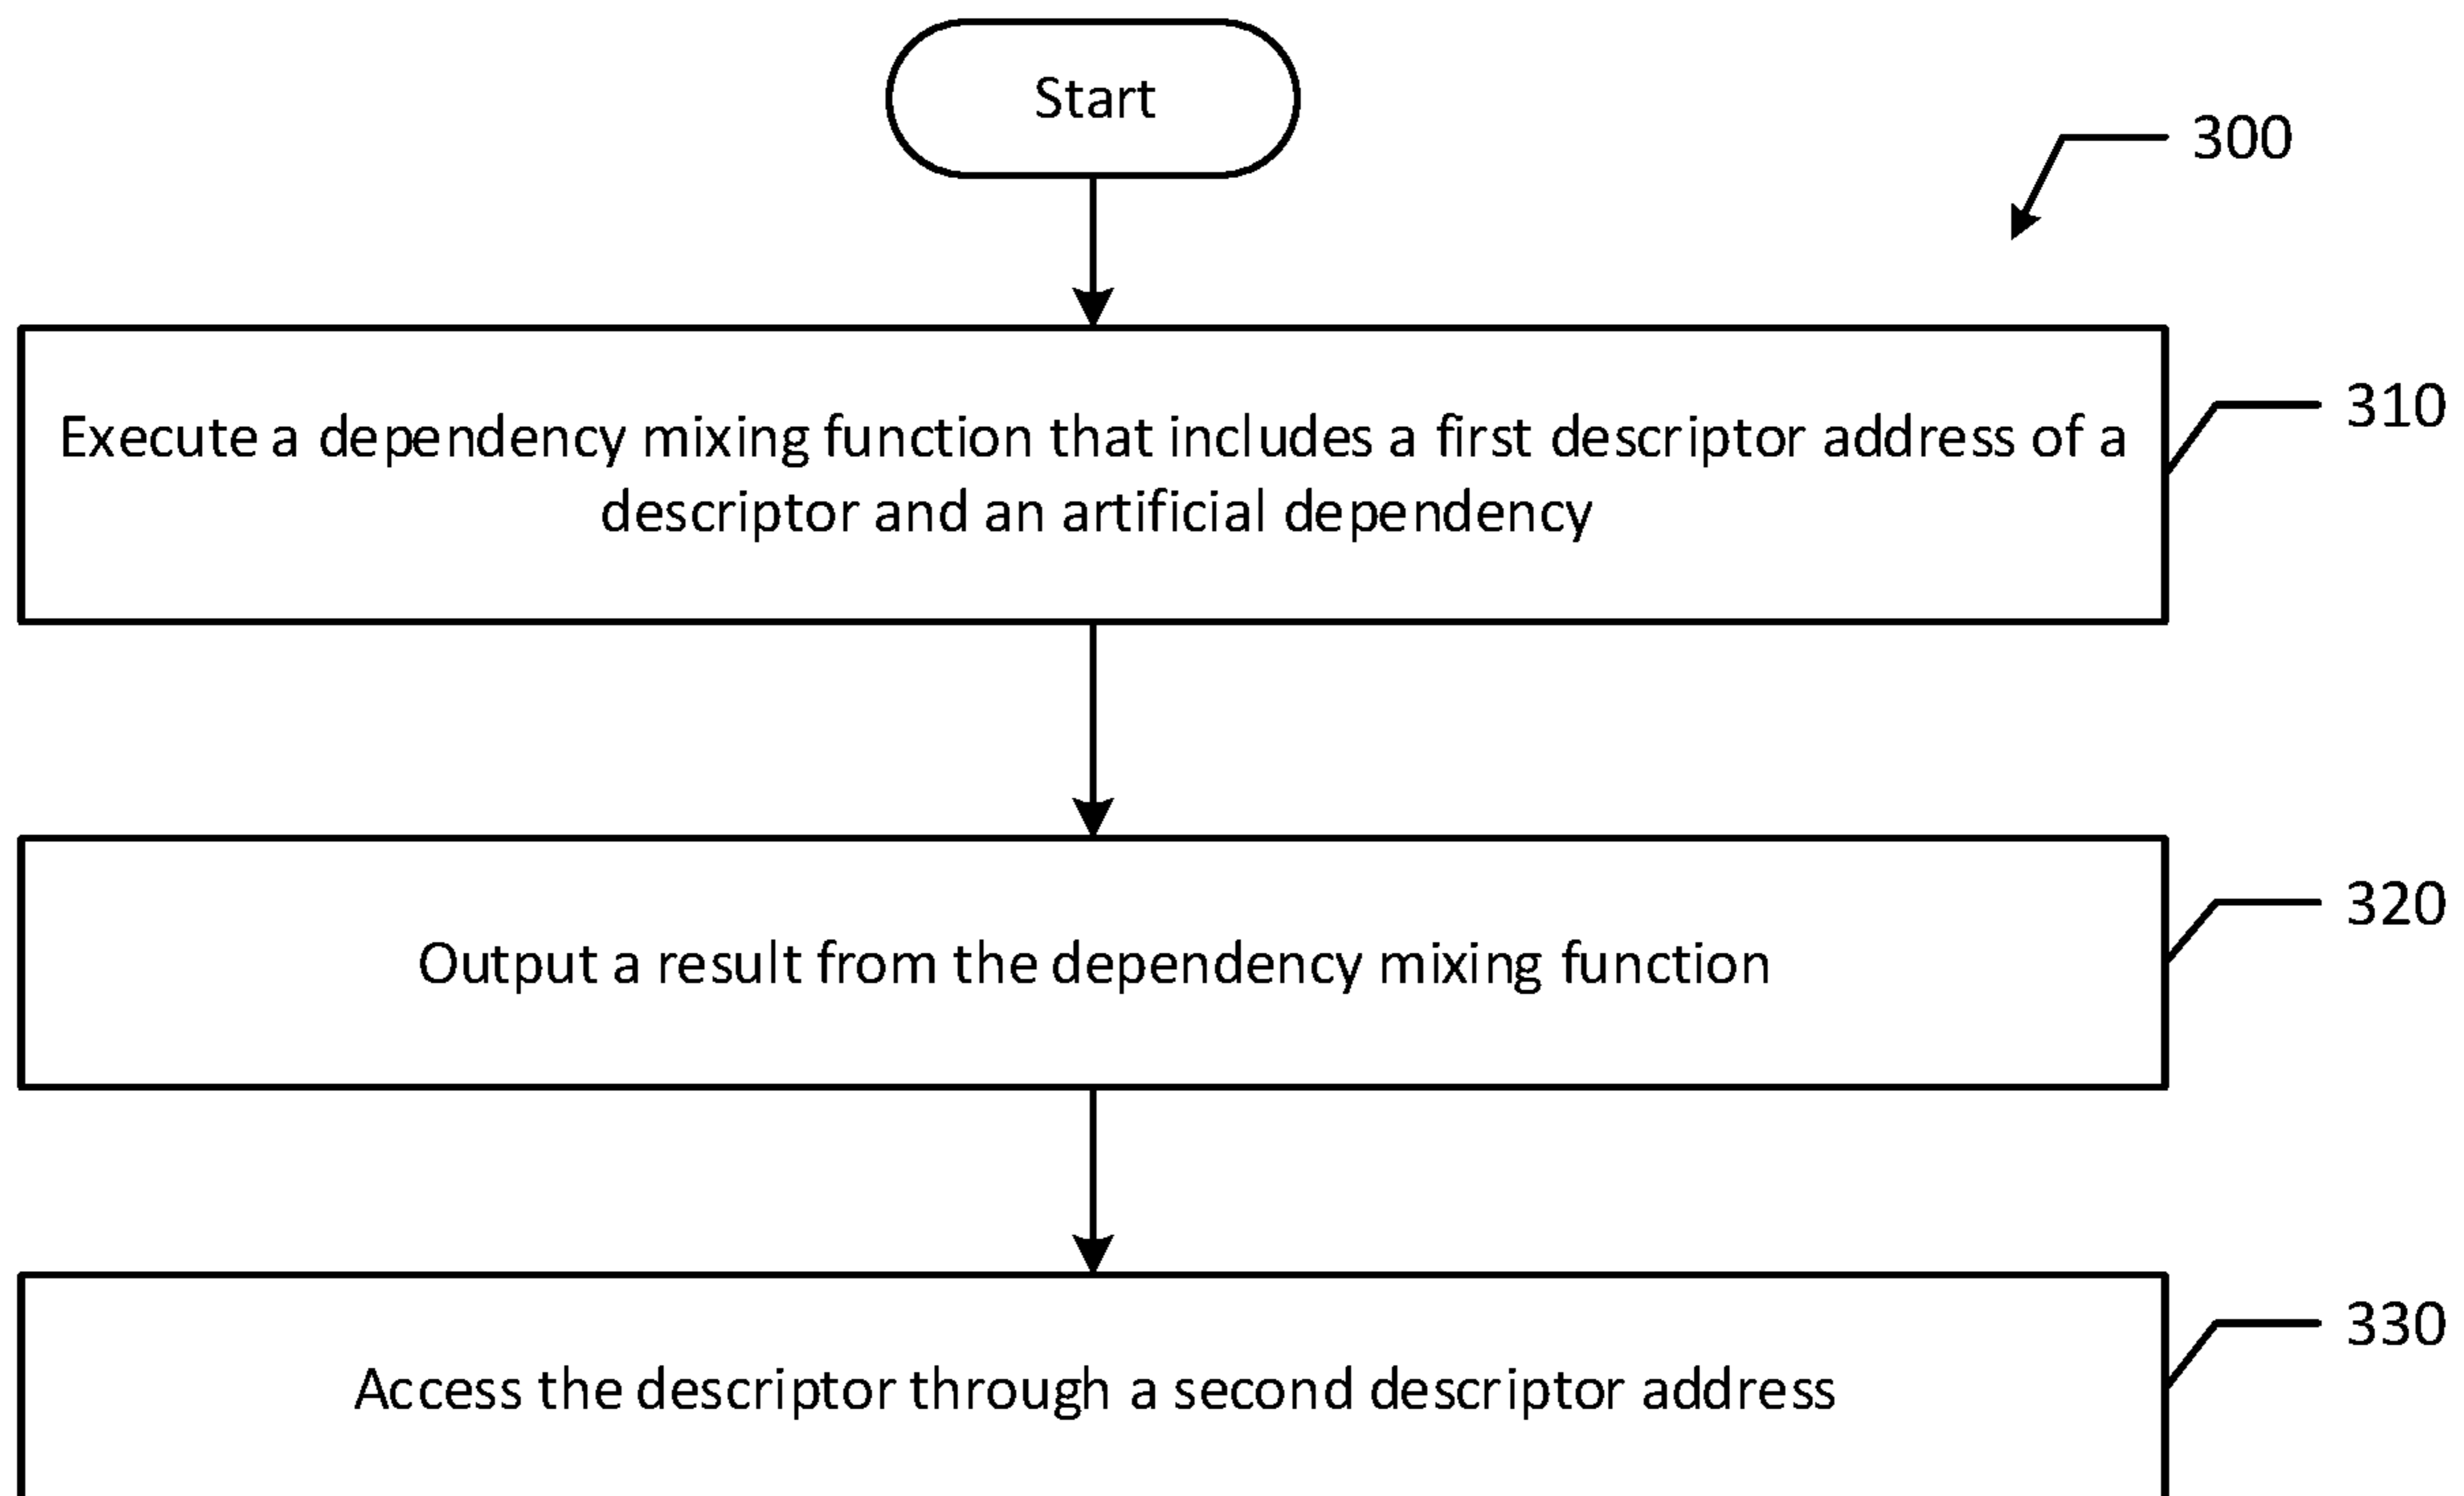 Start
300
Execute a dependency mixing function that includes a first descriptor address of a
descriptor and an artificial dependency
310
Output a result from the dependency mixing function
320
Access the descriptor through a second descriptor address
330